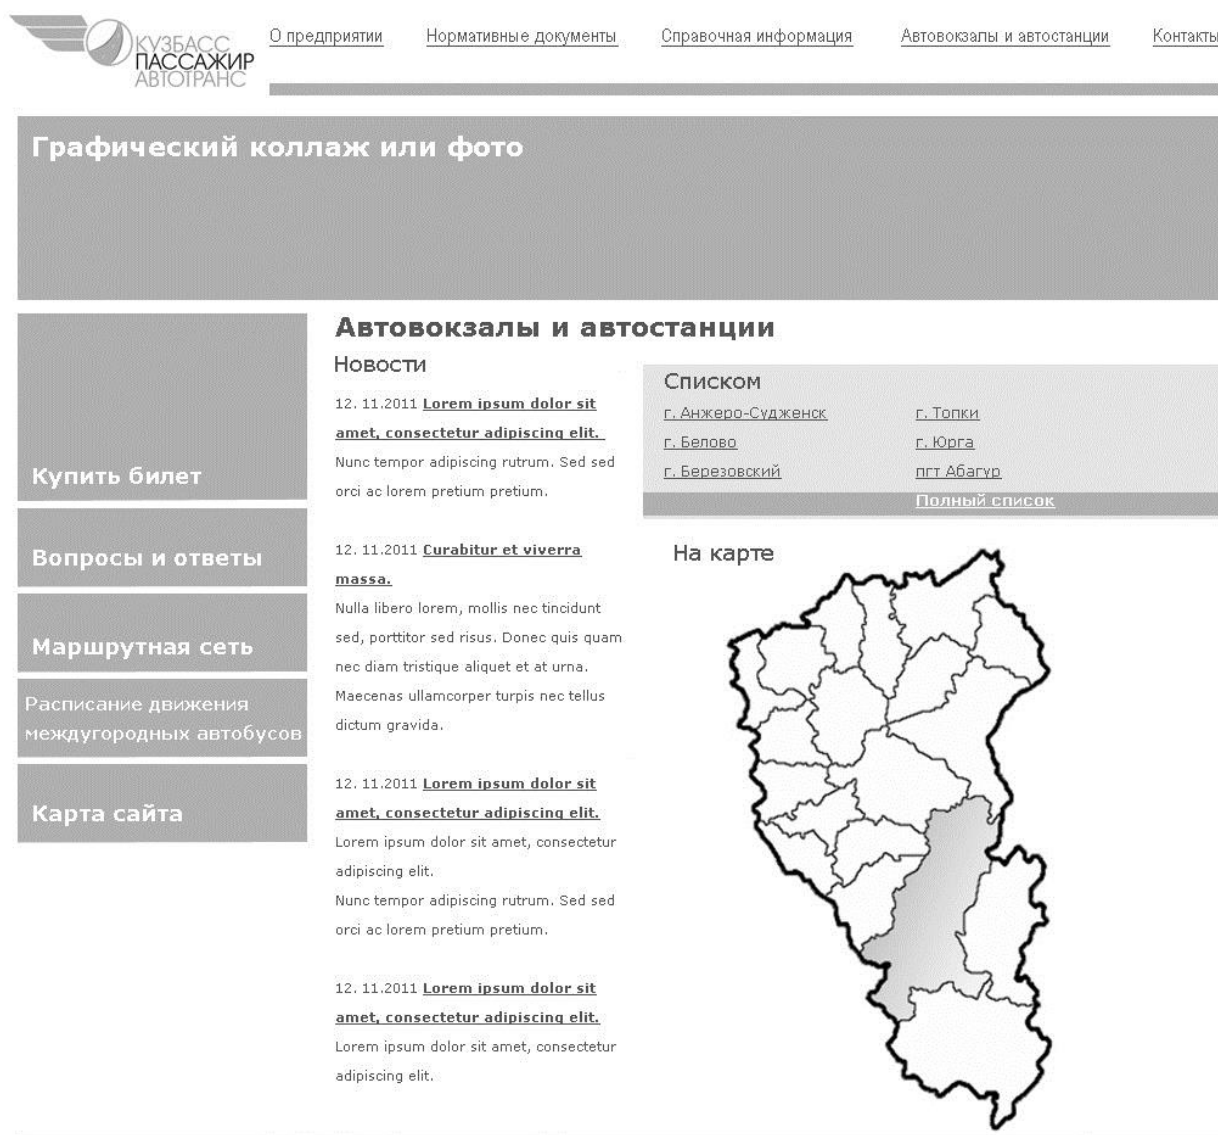 КУЗБАСС
ПАССАЖИР
АВТОТРАНС
О предприятии
Нормативные документы
Справочная информация
Автовокзалы и автостанции
Контакты
Графический коллаж или фото
Купить билет
Вопросы и ответы
Маршрутная сеть
Расписание движения
междугородных автобусов
Карта сайта
Автовокзалы и автостанции
Новости
12. 11.2011 Lorem ipsum dolor sit
amet, consectetur adipiscing elit.
Nunc tempor adipiscing rutrum. Sed sed
orci ac lorem pretium pretium.
12. 11.2011 Curabitur et viverra
massa.
Nulla libero lorem, mollis nec tincidunt
sed, porttitor sed risus. Donec quis quam
nec diam tristique aliquet et at urna.
Maecenas ullamcorper turpis nec tellus
dictum gravida.
12. 11.2011 Lorem ipsum dolor sit
amet, consectetur adipiscing elit.
Lorem ipsum dolor sit amet, consectetur
adipiscing elit.
Nunc tempor adipiscing rutrum. Sed sed
orci ac lorem pretium pretium.
12. 11.2011 Lorem ipsum dolor sit
amet, consectetur adipiscing elit.
Lorem ipsum dolor sit amet, consectetur
adipiscing elit.
Списком
г. Анжеро-Судженск
г. Белово
г. Березовский
г. Топки
г. Юрга
пгт Абагур
Полный список
На карте